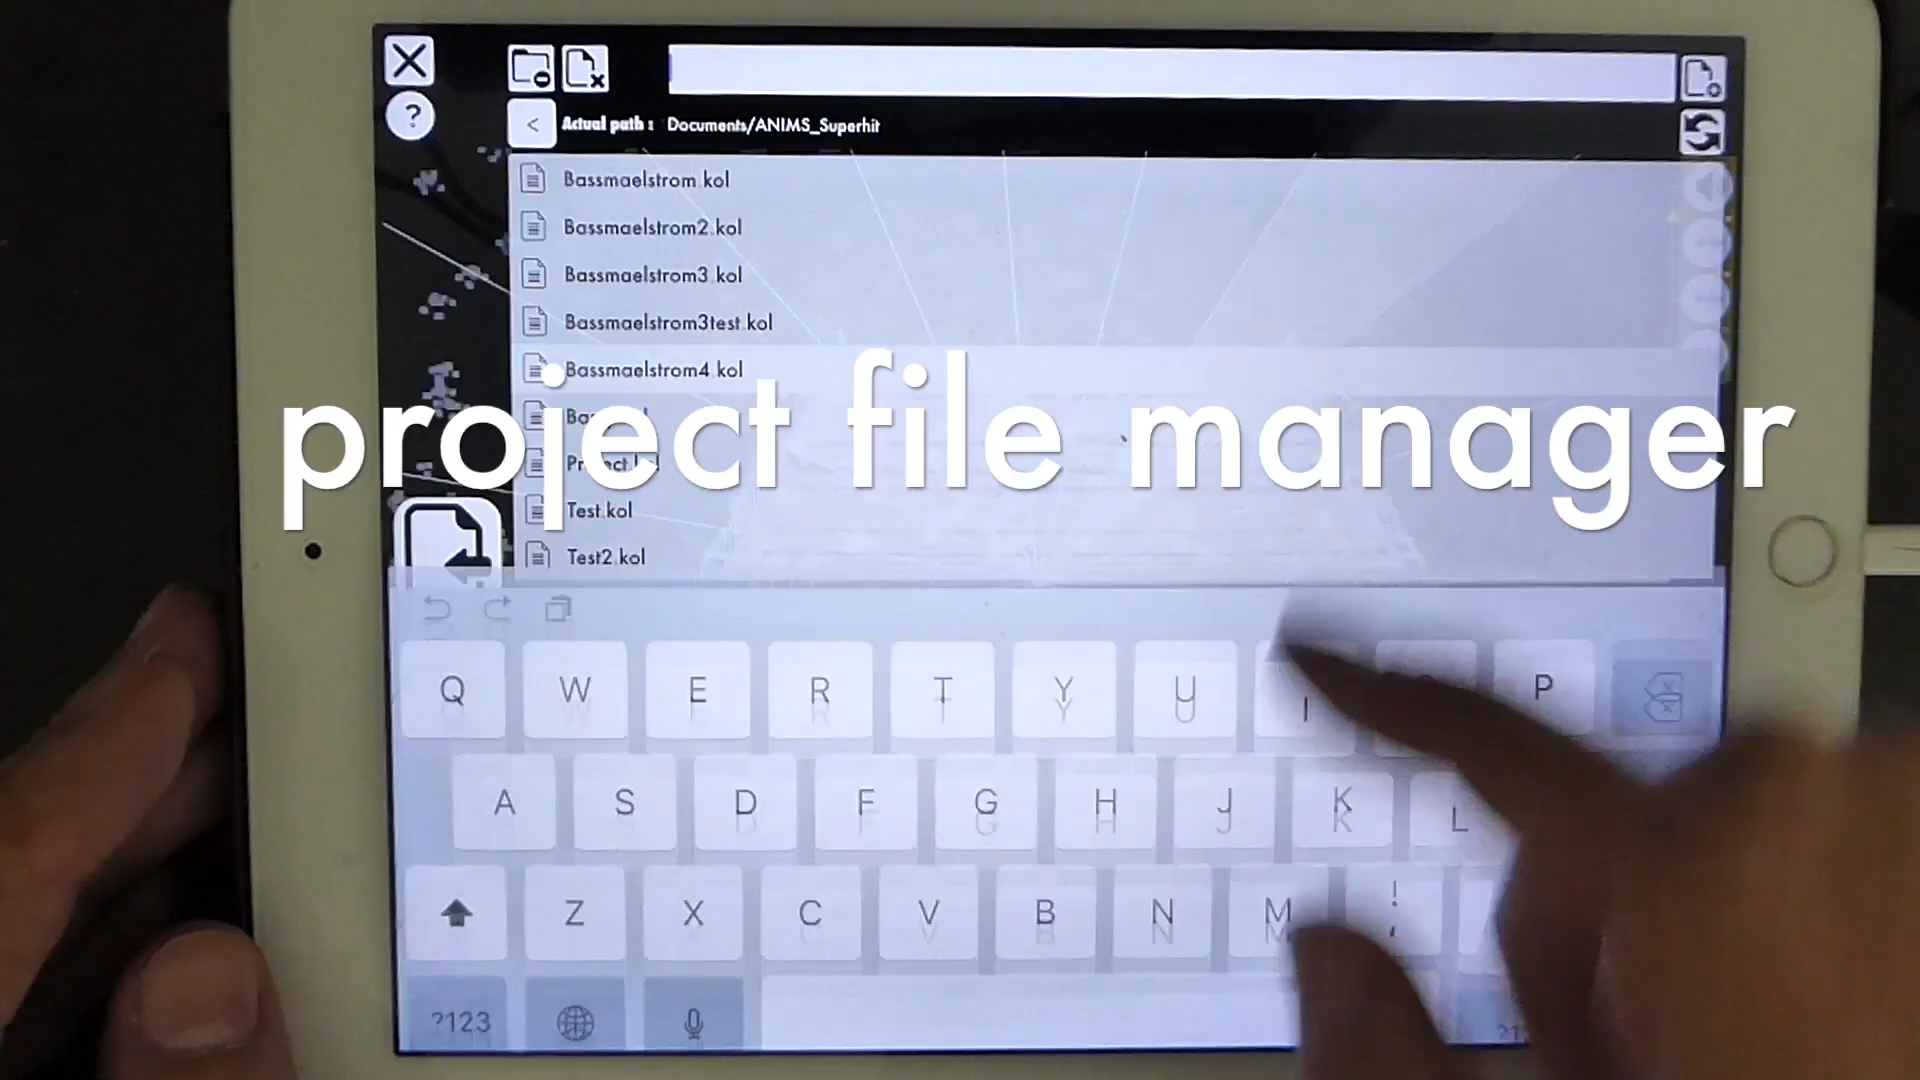 ?
< Actual path : Documents/ANIMS_Superhit
Bassmaelstrom.kol
Bassmaelstrom2.kol
Bassmaelstrom3.kol
Bassmaelstrom3test.kol
Bassmaelstrom4.kol
project file manager
Test.kol
Test2.kol
Q W E R T Y U I P
A S D F G H J K L
Z X C V B N M ! ,
?123